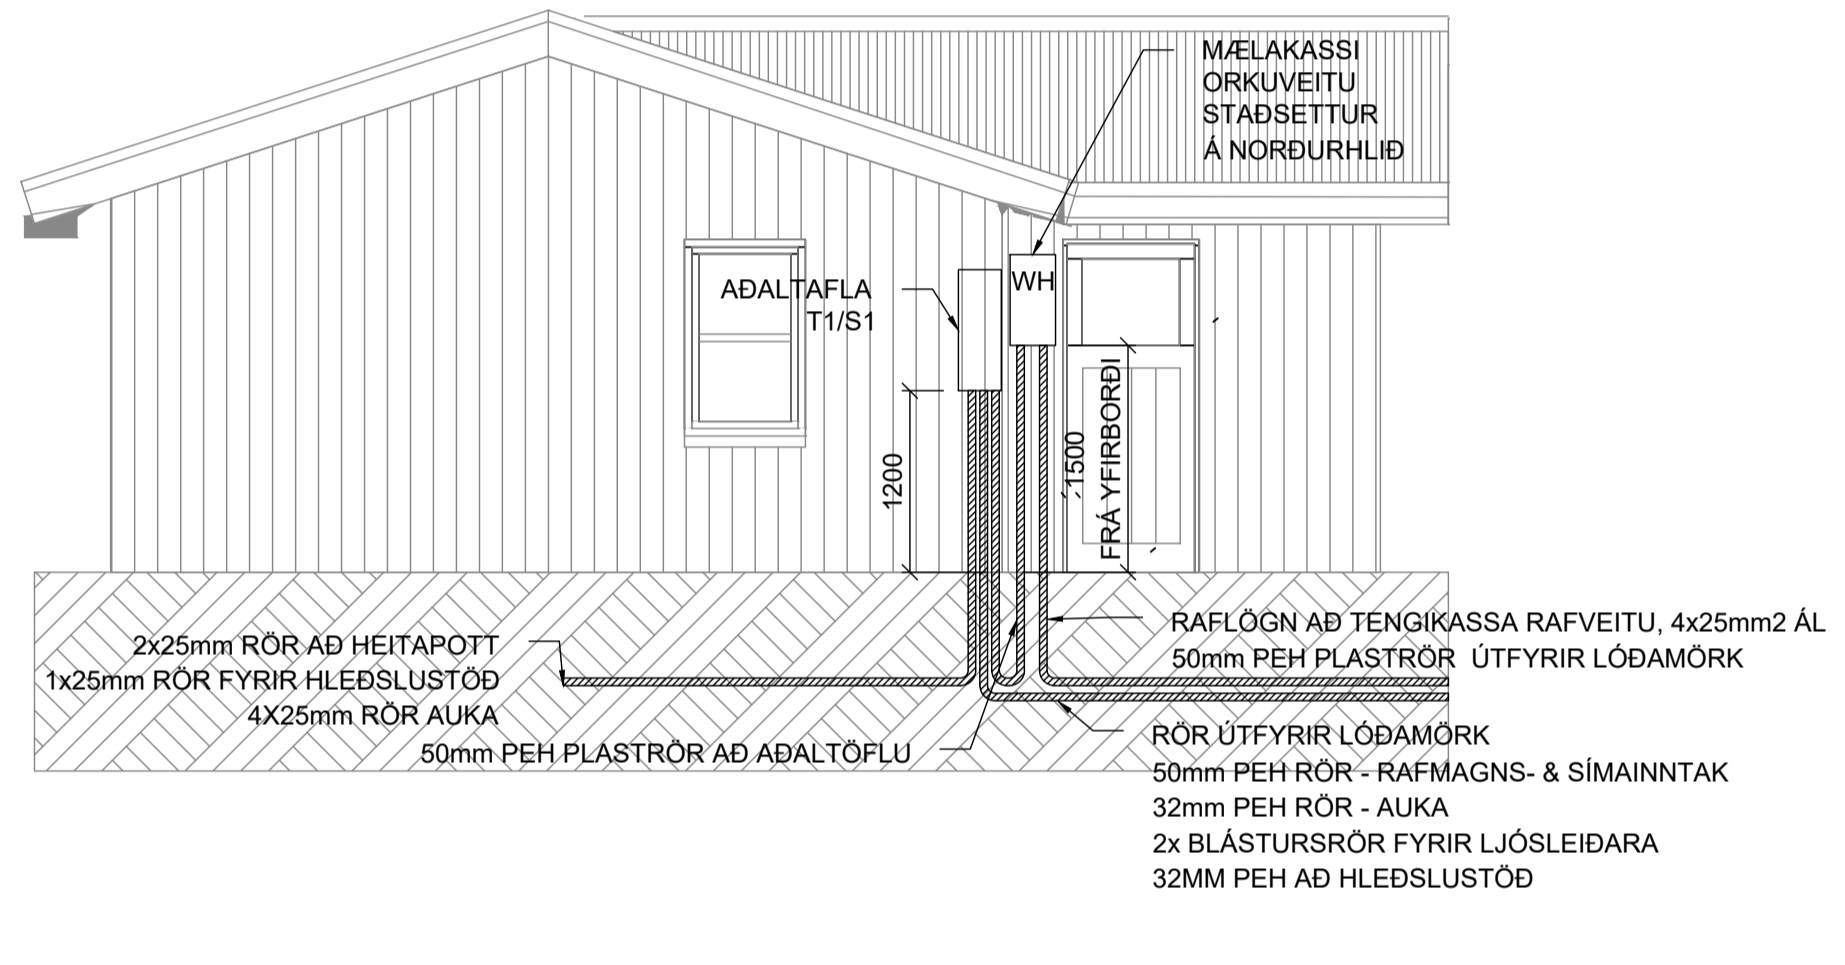 MÆLAKASSI
ORKUVEITU
STAÐSETTUR
Á NORÐURHLIÐ
WH
AÐALTAFLA
T1/S1
1200
1500
FRÁ YFIRBORÐI
2x25mm RÖR AÐ HEITAPOTT
1x25mm RÖR FYRIR HLEÐSLUSTÖÐ
4X25mm RÖR AUKA
50mm PEH PLASTRÖR AÐ AÐALTÖFLU
RAFLÖGN AÐ TENGIKASSA RAFVEITU, 4x25mm2 ÁL
50mm PEH PLASTRÖR ÚTFYRIR LÓÐAMÖRK
RÖR ÚTFYRIR LÓÐAMÖRK
50mm PEH RÖR - RAFMAGNS- & SÍMAINNTAK
32mm PEH RÖR - AUKA
2x BLÁSTURSRÖR FYRIR LJÓSLEIÐARA
32MM PEH AÐ HLEÐSLUSTÖÐ